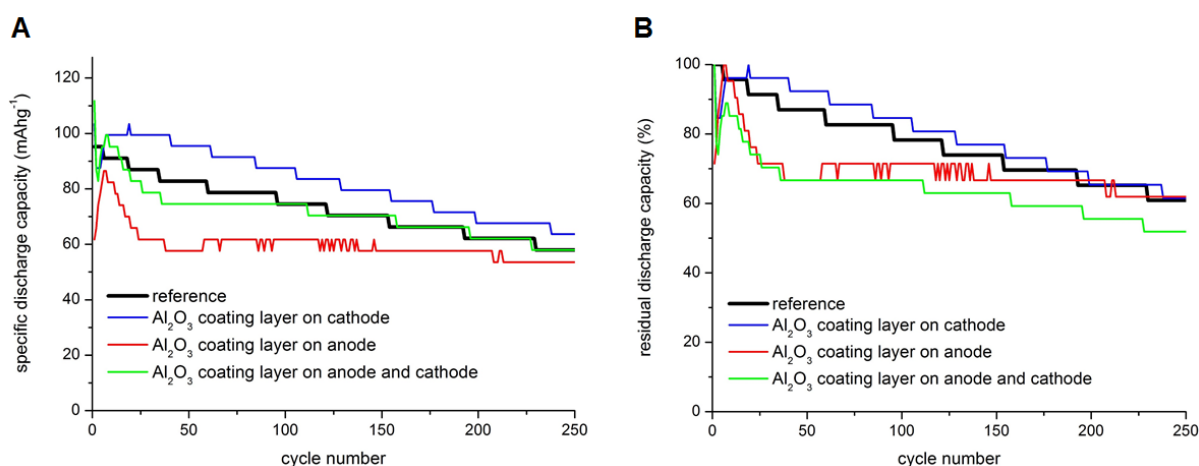 A
specific discharge capacity (mAhg⁻¹)
120
100
80
60
40
20
0
0
50
100
150
200
250
cycle number
reference
Al₂O₃ coating layer on cathode
Al₂O₃ coating layer on anode
Al₂O₃ coating layer on anode and cathode
B
residual discharge capacity (%)
100
80
60
40
20
0
0
50
100
150
200
250
cycle number
reference
Al₂O₃ coating layer on cathode
Al₂O₃ coating layer on anode
Al₂O₃ coating layer on anode and cathode